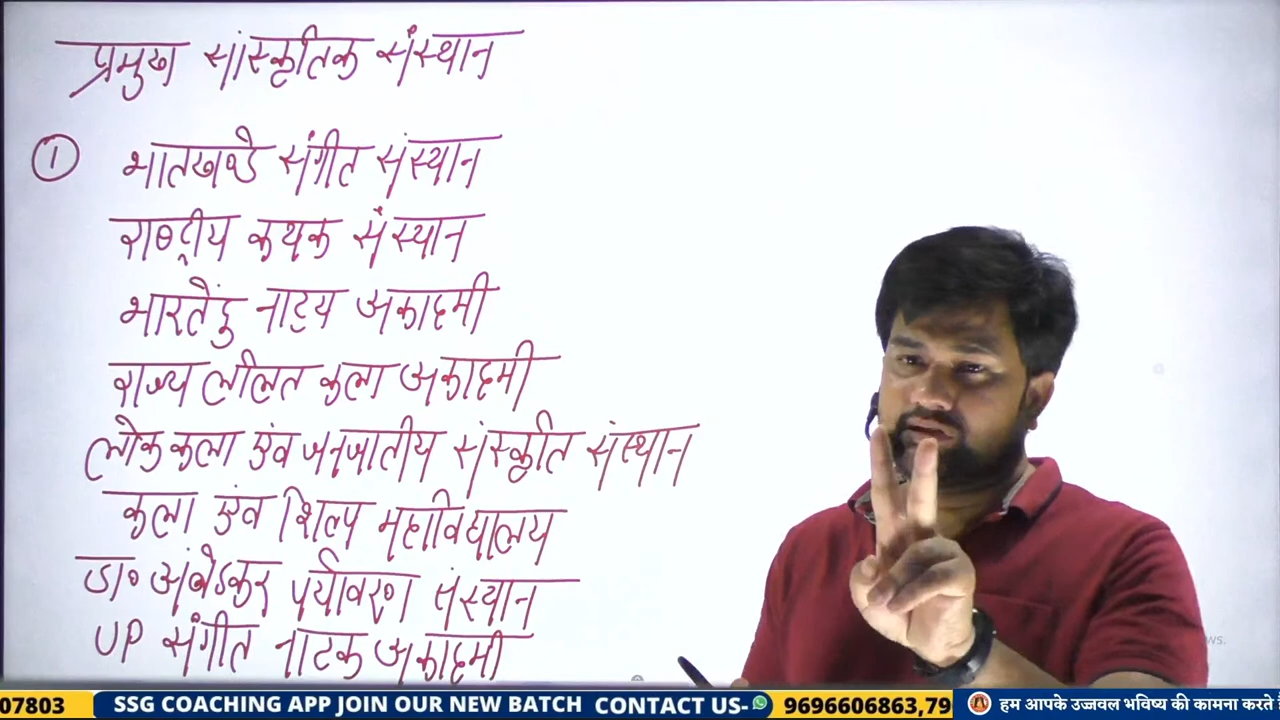 प्रमुख सांस्कृतिक संस्थान
① भातखण्डे संगीत संस्थान
राष्ट्रीय कथक संस्थान
भारतेंदु नाट्य अकादमी
राज्य ललित कला अकादमी
लोक कला एंव जनजातीय संस्कृति संस्थान
कला एंव शिल्प महाविद्यालय
डा० अंबेडकर पर्यावरण संस्थान
UP संगीत नाटक अकादमी
07803 SSG COACHING APP JOIN OUR NEW BATCH CONTACT US- 9696606863,79 हम आपके उज्जवल भविष्य की कामना करते